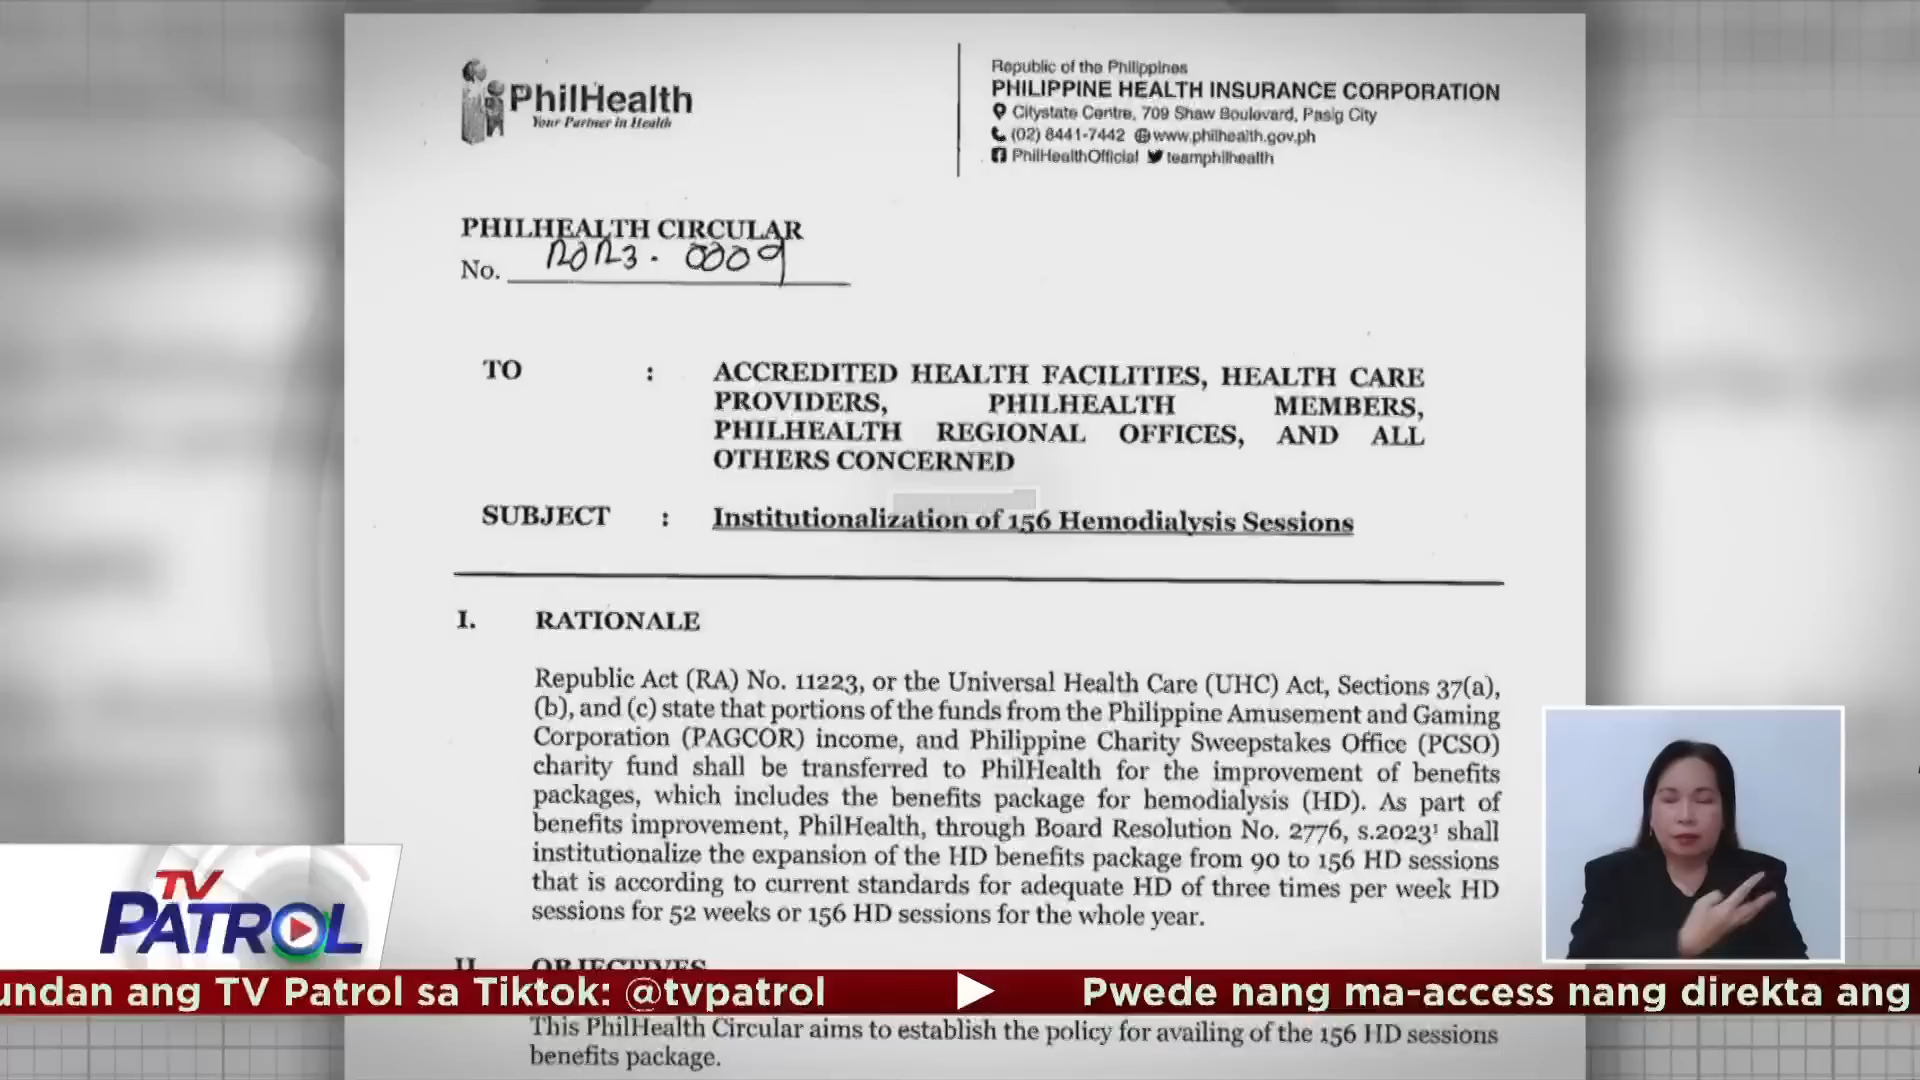 PhilHealth
Your Partner in Health
Republic of the Philippines
PHILIPPINE HEALTH INSURANCE CORPORATION
Citystate Centre, 709 Shaw Boulevard, Pasig City
(02) 8441-7442 www.philhealth.gov.ph
PhilHealthOfficial teamphilhealth
PHILHEALTH CIRCULAR
No. 2023-0009
TO : ACCREDITED HEALTH FACILITIES, HEALTH CARE
PROVIDERS, PHILHEALTH MEMBERS,
PHILHEALTH REGIONAL OFFICES, AND ALL
OTHERS CONCERNED
SUBJECT : Institutionalization of 156 Hemodialysis Sessions
I. RATIONALE
Republic Act (RA) No. 11223, or the Universal Health Care (UHC) Act, Sections 37(a),
(b), and (c) state that portions of the funds from the Philippine Amusement and Gaming
Corporation (PAGCOR) income, and Philippine Charity Sweepstakes Office (PCSO)
charity fund shall be transferred to PhilHealth for the improvement of benefits
packages, which includes the benefits package for hemodialysis (HD). As part of
benefits improvement, PhilHealth, through Board Resolution No. 2776, s.2023¹ shall
institutionalize the expansion of the HD benefits package from 90 to 156 HD sessions
that is according to current standards for adequate HD of three times per week HD
sessions for 52 weeks or 156 HD sessions for the whole year.
II. OBJECTIVES
This PhilHealth Circular aims to establish the policy for availing of the 156 HD sessions
benefits package.
TV
PATROL
undan ang TV Patrol sa Tiktok: @tvpatrol
Pwede nang ma-access nang direkta ang